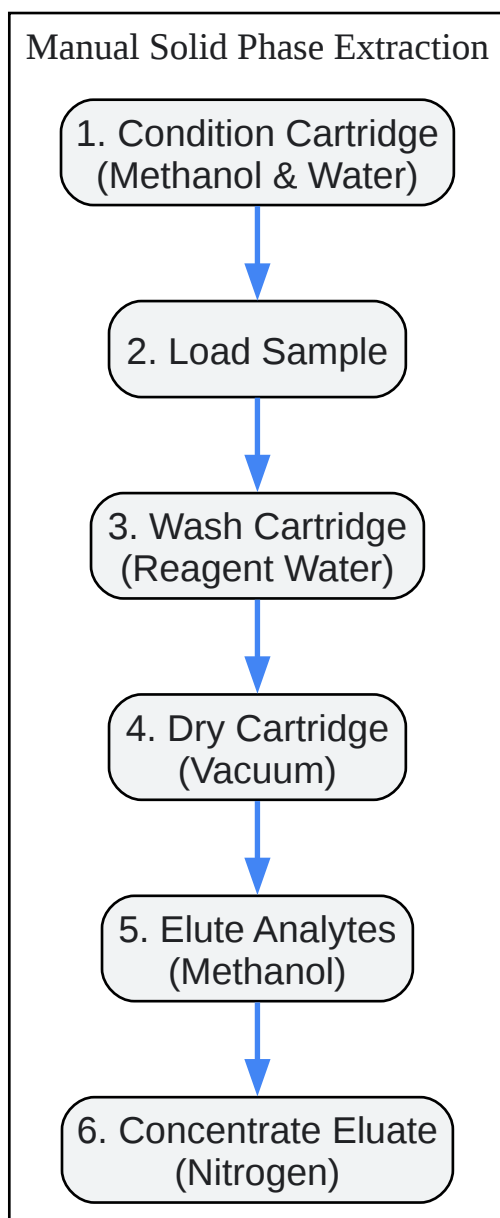 Manual Solid Phase Extraction
1. Condition Cartridge
(Methanol & Water)
2. Load Sample
3. Wash Cartridge
(Reagent Water)
4. Dry Cartridge
(Vacuum)
5. Elute Analytes
(Methanol)
6. Concentrate Eluate
(Nitrogen)